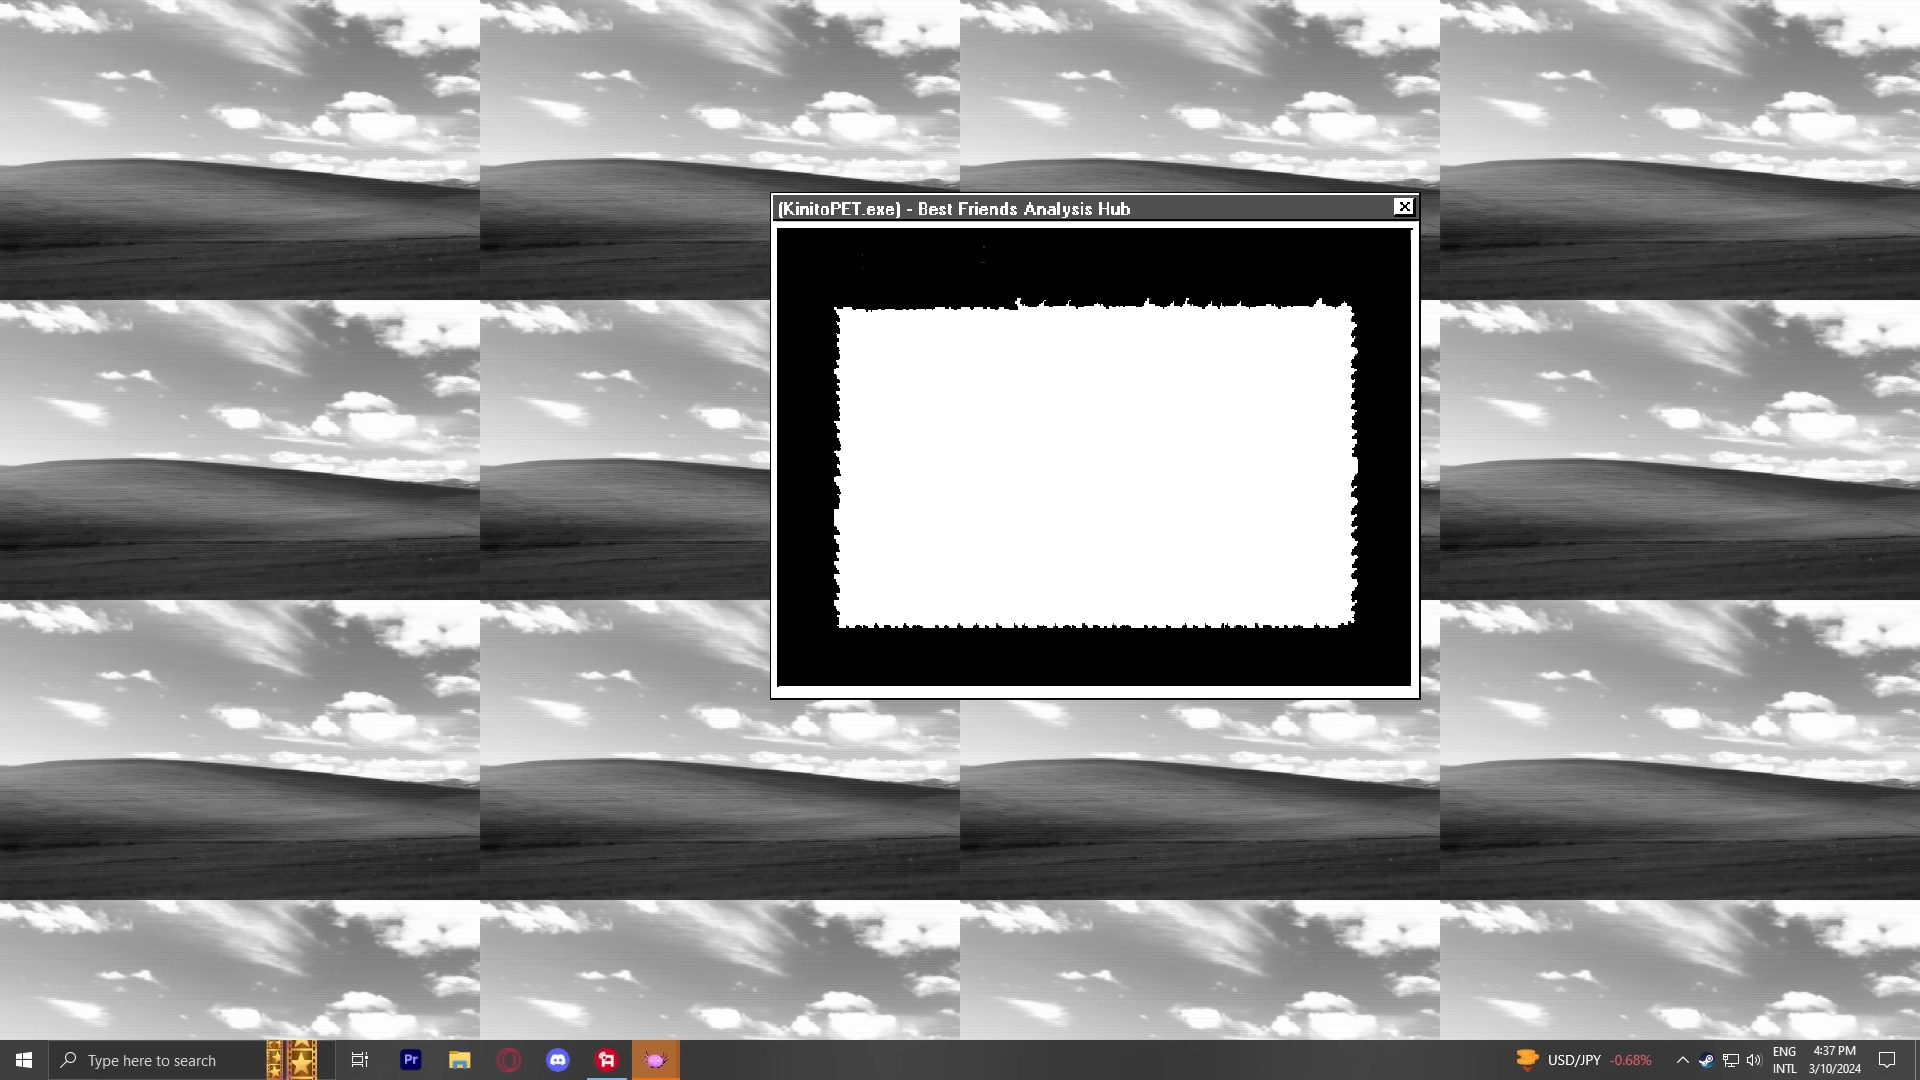 (KinitoPET.exe) - Best Friends Analysis Hub
Type here to search
Pr
USD/JPY -0.68%
ENG
INTL
4:37 PM
3/10/2024